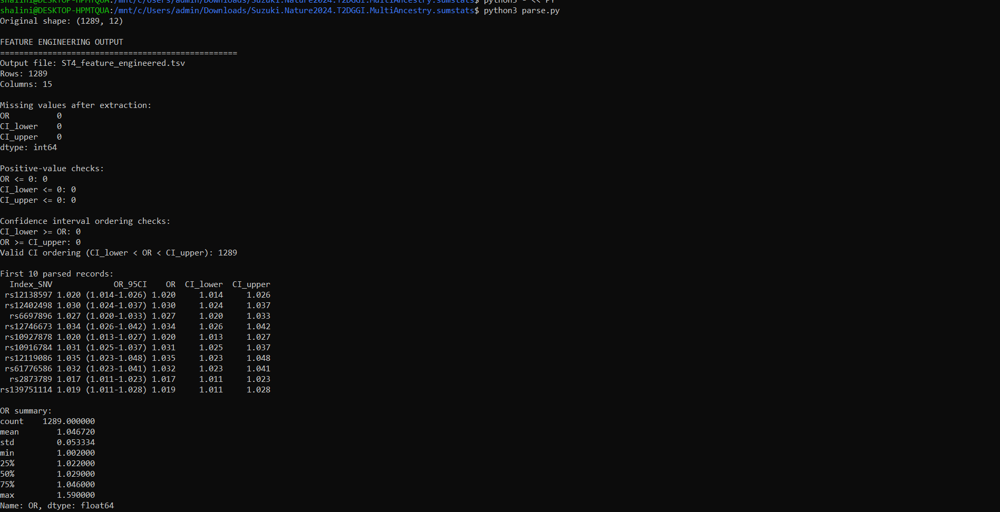 shalini@DESKTOP-HPMTQUA:/mnt/c/Users/admin/Downloads/Suzuki.Nature2024.T2DGGI.MultiAncestry.sumstats$ python3 - << PY
shalini@DESKTOP-HPMTQUA:/mnt/c/Users/admin/Downloads/Suzuki.Nature2024.T2DGGI.MultiAncestry.sumstats$ python3 parse.py
Original shape: (1289, 12)

FEATURE ENGINEERING OUTPUT
==================================================
Output file: ST4_feature_engineered.tsv
Rows: 1289
Columns: 15

Missing values after extraction:
OR          0
CI_lower    0
CI_upper    0
dtype: int64

Positive-value checks:
OR <= 0: 0
CI_lower <= 0: 0
CI_upper <= 0: 0

Confidence interval ordering checks:
CI_lower >= OR: 0
OR >= CI_upper: 0
Valid CI ordering (CI_lower < OR < CI_upper): 1289

First 10 parsed records:
  Index_SNV             OR_95CI    OR  CI_lower  CI_upper
 rs12138597 1.020 (1.014-1.026) 1.020     1.014     1.026
 rs12402498 1.030 (1.024-1.037) 1.030     1.024     1.037
  rs6697896 1.027 (1.020-1.033) 1.027     1.020     1.033
 rs12746673 1.034 (1.026-1.042) 1.034     1.026     1.042
 rs10927878 1.020 (1.013-1.027) 1.020     1.013     1.027
 rs10916784 1.031 (1.025-1.037) 1.031     1.025     1.037
 rs12119086 1.035 (1.023-1.048) 1.035     1.023     1.048
 rs61776586 1.032 (1.023-1.041) 1.032     1.023     1.041
  rs2873789 1.017 (1.011-1.023) 1.017     1.011     1.023
rs139751114 1.019 (1.011-1.028) 1.019     1.011     1.028

OR summary:
count    1289.000000
mean        1.046720
std         0.053334
min         1.002000
25%         1.022000
50%         1.029000
75%         1.046000
max         1.590000
Name: OR, dtype: float64